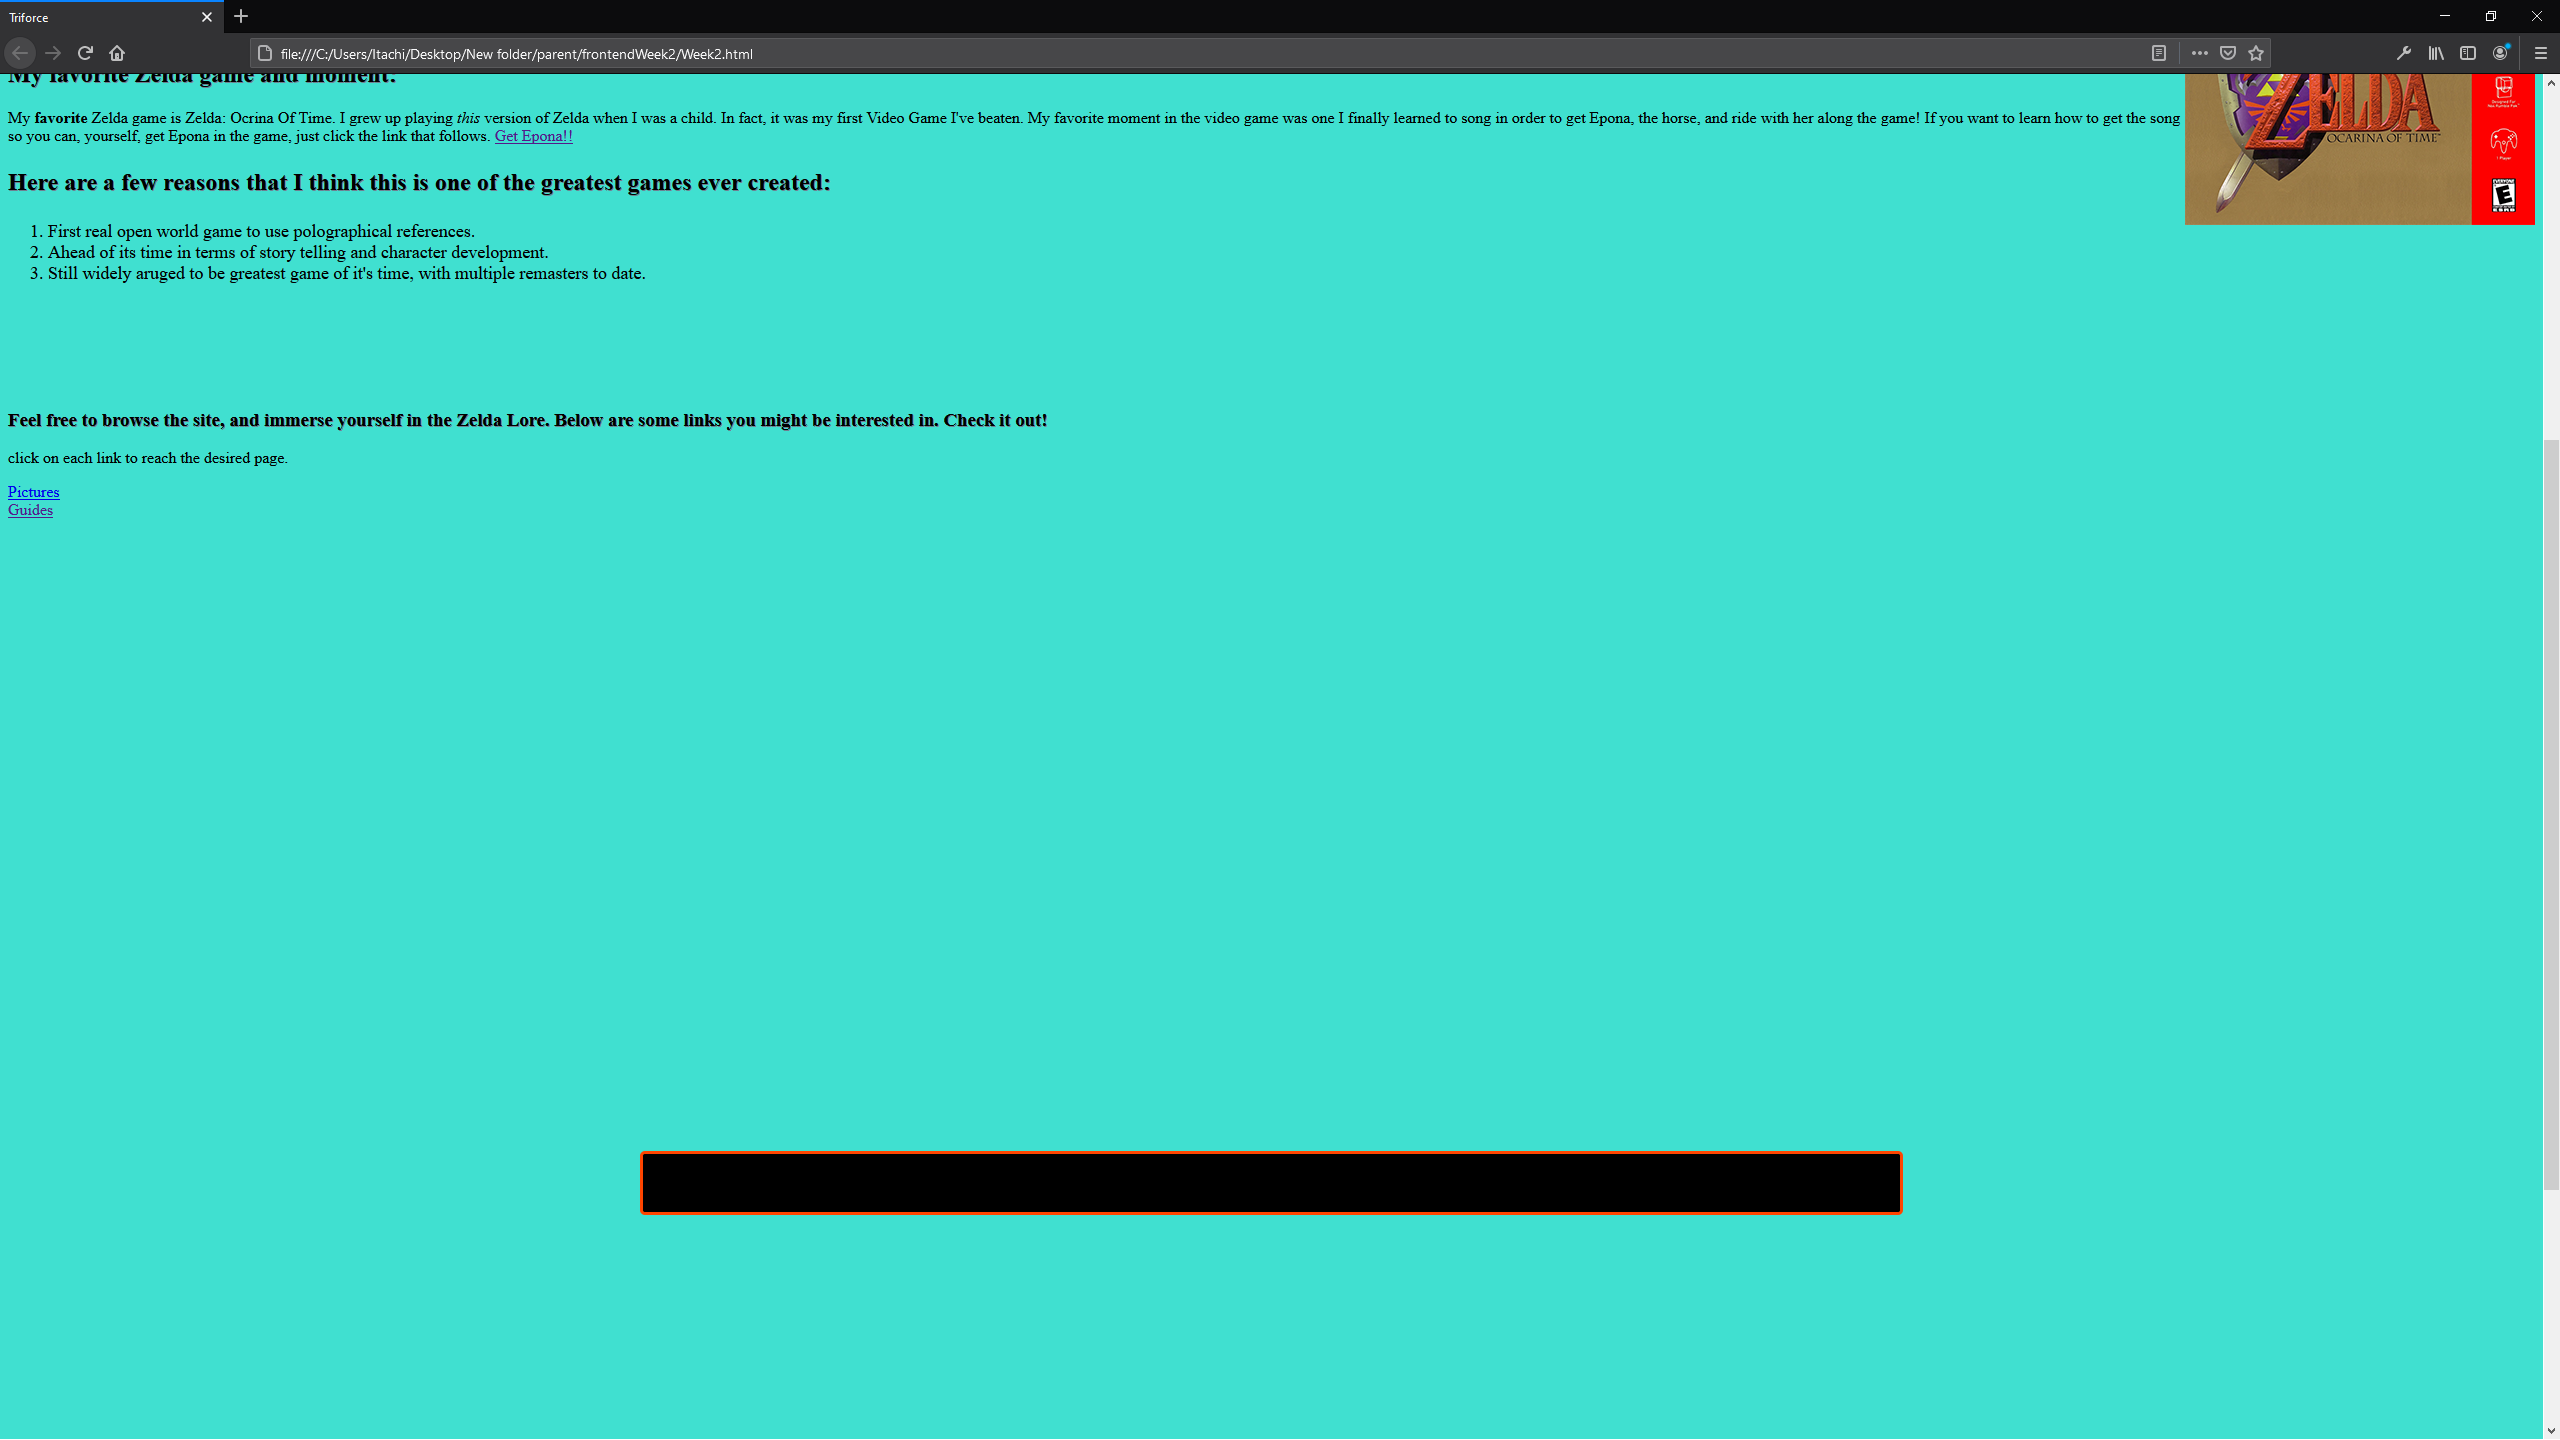 Triforce
file:///C:/Users/Itachi/Desktop/New folder/parent/frontendWeek2/Week2.html
My favorite Zelda game and moment:
My favorite Zelda game is Zelda: Ocrina Of Time. I grew up playing this version of Zelda when I was a child. In fact, it was my first Video Game I've beaten. My favorite moment in the video game was one I finally learned to song in order to get Epona, the horse, and ride with her along the game! If you want to learn how to get the song
so you can, yourself, get Epona in the game, just click the link that follows. Get Epona!!
ZELDA
OCARINA OF TIME
1 Player
E
Here are a few reasons that I think this is one of the greatest games ever created:
1. First real open world game to use polographical references.
2. Ahead of its time in terms of story telling and character development.
3. Still widely aruged to be greatest game of it's time, with multiple remasters to date.
Feel free to browse the site, and immerse yourself in the Zelda Lore. Below are some links you might be interested in. Check it out!
click on each link to reach the desired page.
Pictures
Guides